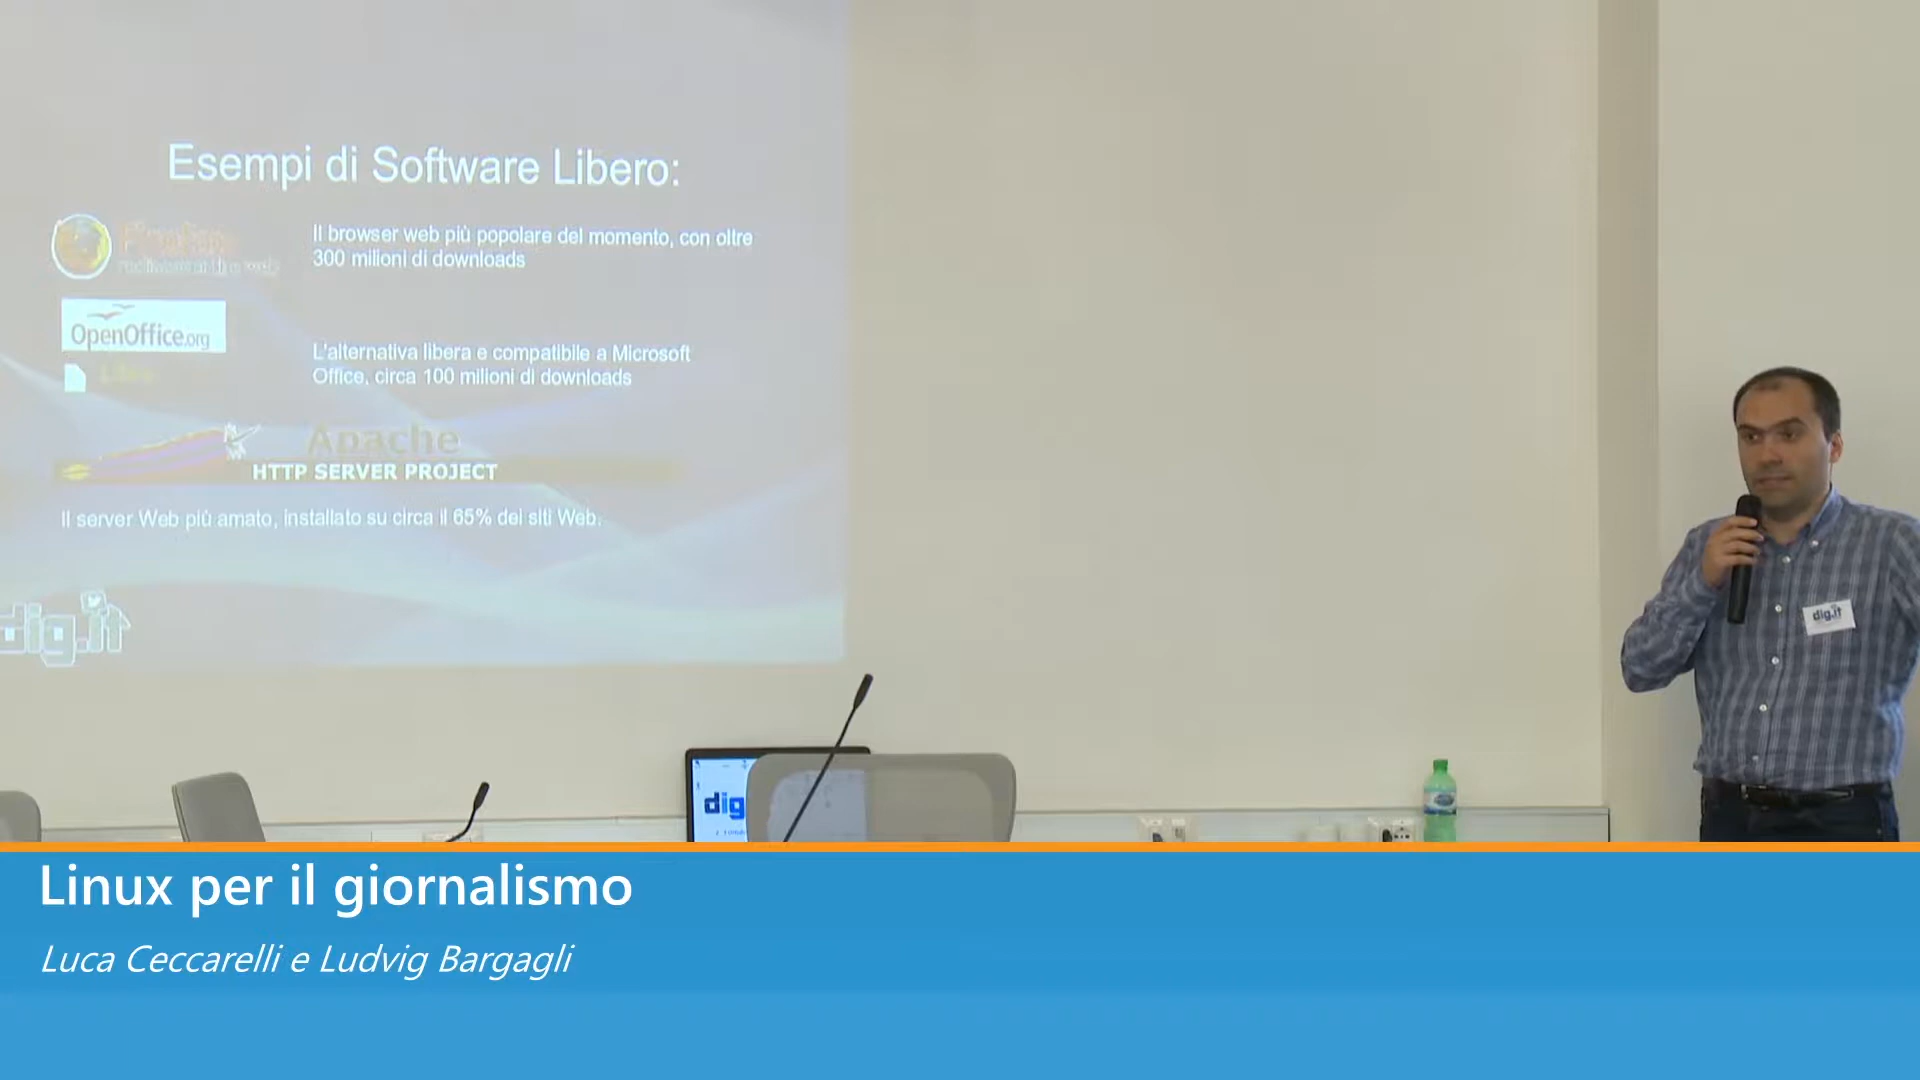 Esempi di Software Libero:
Firefox
Il browser web più popolare del momento, con oltre
300 milioni di downloads
OpenOffice.org
L'alternativa libera e compatibile a Microsoft
Office, circa 100 milioni di downloads
Libre
Apache
HTTP SERVER PROJECT
Il server Web più amato, installato su circa il 65% dei siti Web.
dig.it
dig.it
dig
Linux per il giornalismo
Luca Ceccarelli e Ludvig Bargagli